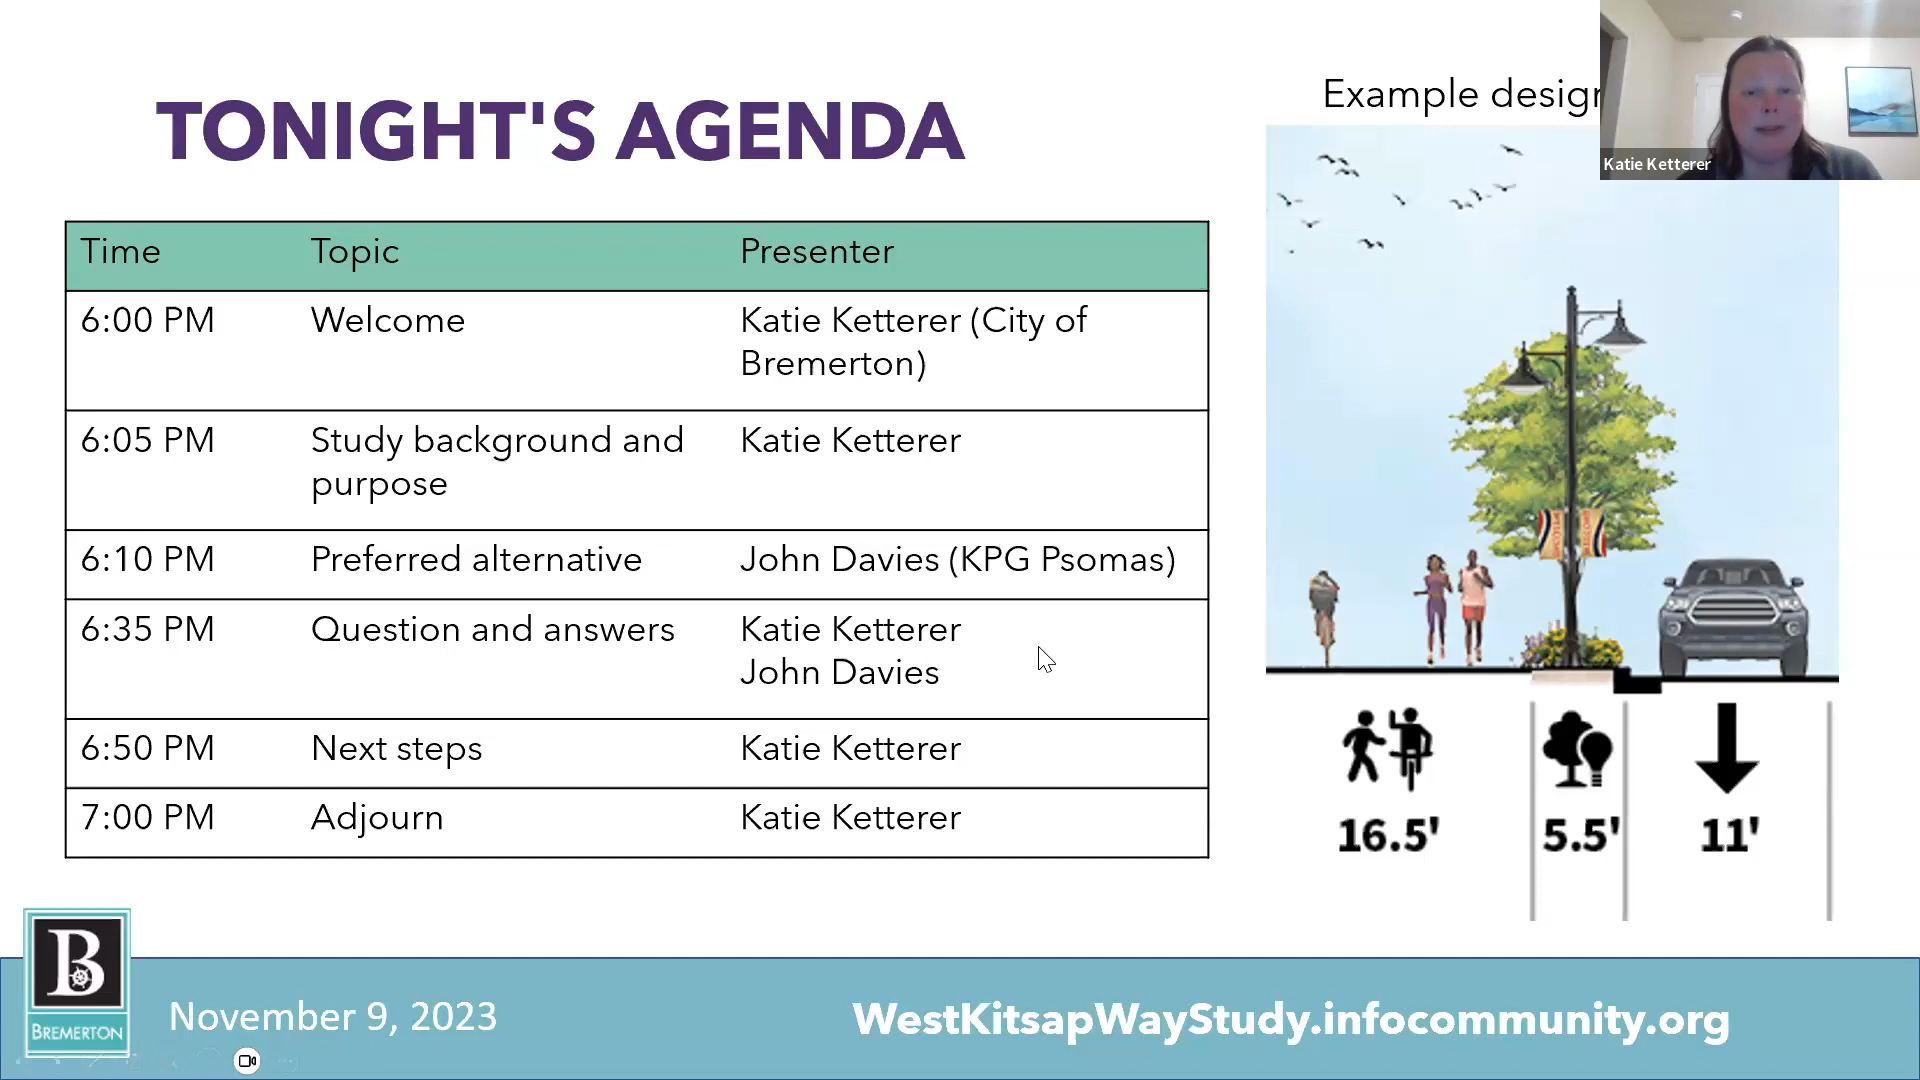 TONIGHT'S AGENDA
Example design
Katie Ketterer
Time Topic Presenter
6:00 PM Welcome Katie Ketterer (City of
Bremerton)
6:05 PM Study background and Katie Ketterer
purpose
6:10 PM Preferred alternative John Davies (KPG Psomas)
6:35 PM Question and answers Katie Ketterer
John Davies
6:50 PM Next steps Katie Ketterer
7:00 PM Adjourn Katie Ketterer
16.5' 5.5' 11'
B
BREMERTON
November 9, 2023
WestKitsapWayStudy.infocommunity.org